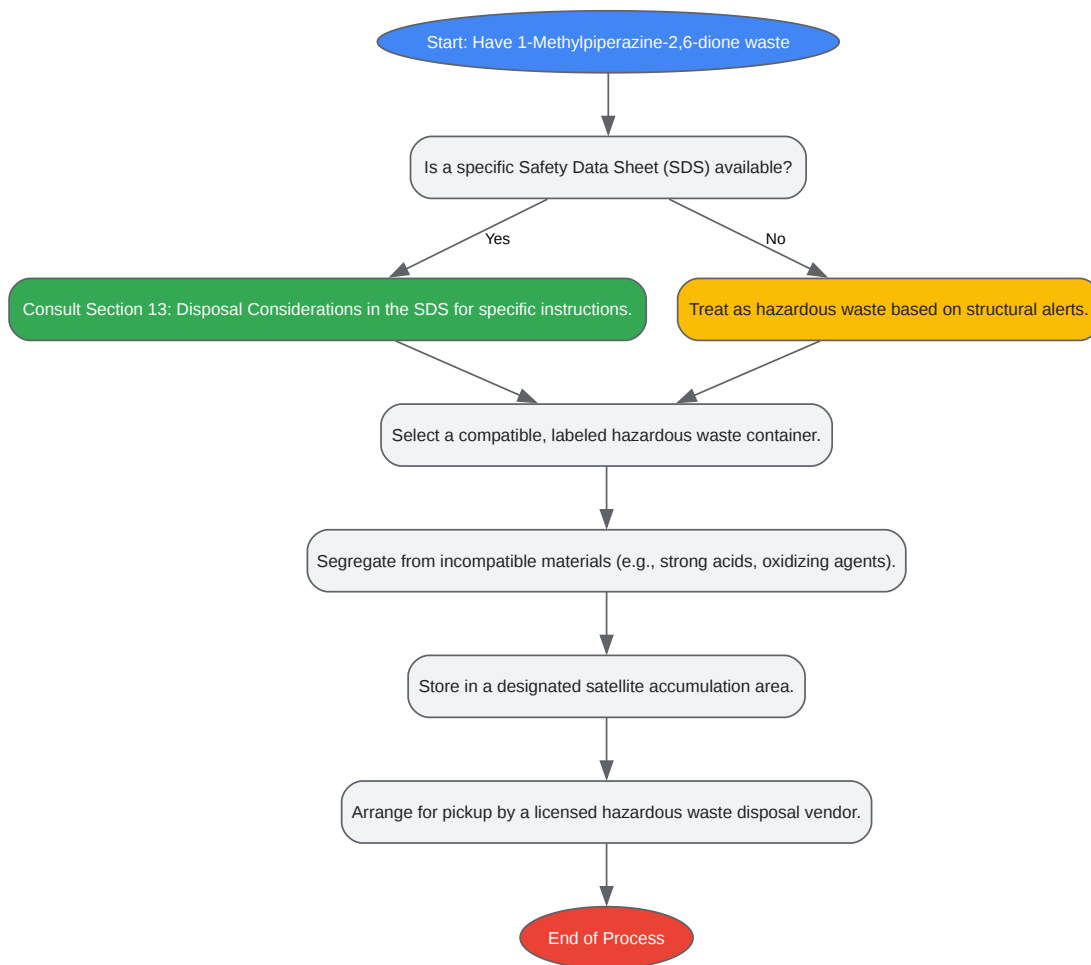 Start: Have 1-Methylpiperazine-2,6-dione waste
Is a specific Safety Data Sheet (SDS) available?
Yes
No
Consult Section 13: Disposal Considerations in the SDS for specific instructions.
Treat as hazardous waste based on structural alerts.
Select a compatible, labeled hazardous waste container.
Segregate from incompatible materials (e.g., strong acids, oxidizing agents).
Store in a designated satellite accumulation area.
Arrange for pickup by a licensed hazardous waste disposal vendor.
End of Process